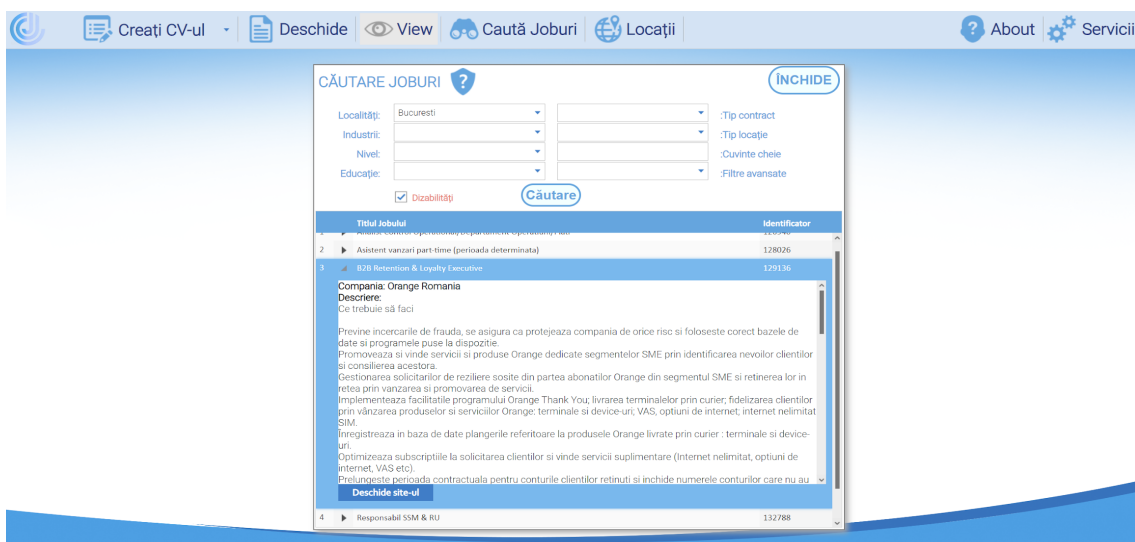 Creați CV-ul Deschide View Caută Joburi Locații About Servicii
CĂUTARE JOBURI ? ÎNCHIDE
Localități: Bucuresti :Tip contract
Industrii: :Tip locație
Nivel: :Cuvinte cheie
Educație: :Filtre avansate
Dizabilități Căutare
Titlul Jobului Identificator
2 Asistent vanzari part-time (perioada determinata) 128026
3 B2B Retention & Loyalty Executive 129136
Compania: Orange Romania
Descriere:
Ce trebuie să faci
Previne incercarile de frauda, se asigura ca protejeaza compania de orice risc si foloseste corect bazele de
date si programele puse la dispozitie.
Promoveaza si vinde servicii si produse Orange dedicate segmentelor SME prin identificarea nevoilor clientilor
si consilierea acestora.
Gestionarea solicitarilor de reziliere sosite din partea abonatilor Orange din segmentul SME si retinerea lor in
retea prin vanzarea si promovarea de servicii.
Implementeaza facilitatile programului Orange Thank You; livrarea terminalelor prin curier; fidelizarea clientilor
prin vânzarea produselor si serviciilor Orange: terminale si device-uri; VAS, optiuni de internet; internet nelimitat
SIM.
Înregistreaza in baza de date plangerile referitoare la produsele Orange livrate prin curier : terminale si device-
uri.
Optimizeaza subscriptiile la solicitarea clientilor si vinde servicii suplimentare (Internet nelimitat, optiuni de
internet, VAS etc).
Prelungeste perioada contractuala pentru conturile clientilor retinuti si inchide numerele conturilor care nu au
Deschide site-ul
4 Responsabil SSM & RU 132788